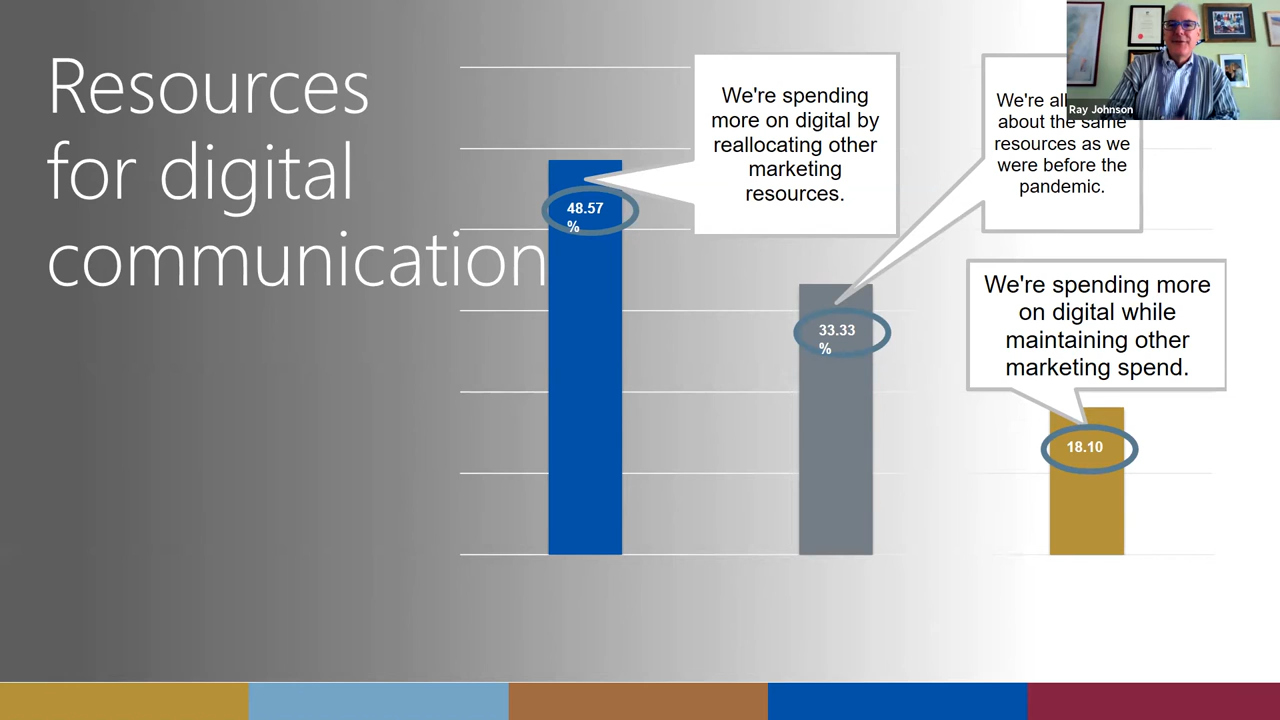 Resources
for digital
communication
We're spending
more on digital by
reallocating other
marketing
resources.
We're
about the same
resources as we
were before the
pandemic.
Ray Johnson
We're spending more
on digital while
maintaining other
marketing spend.
48.57
%
33.33
%
18.10